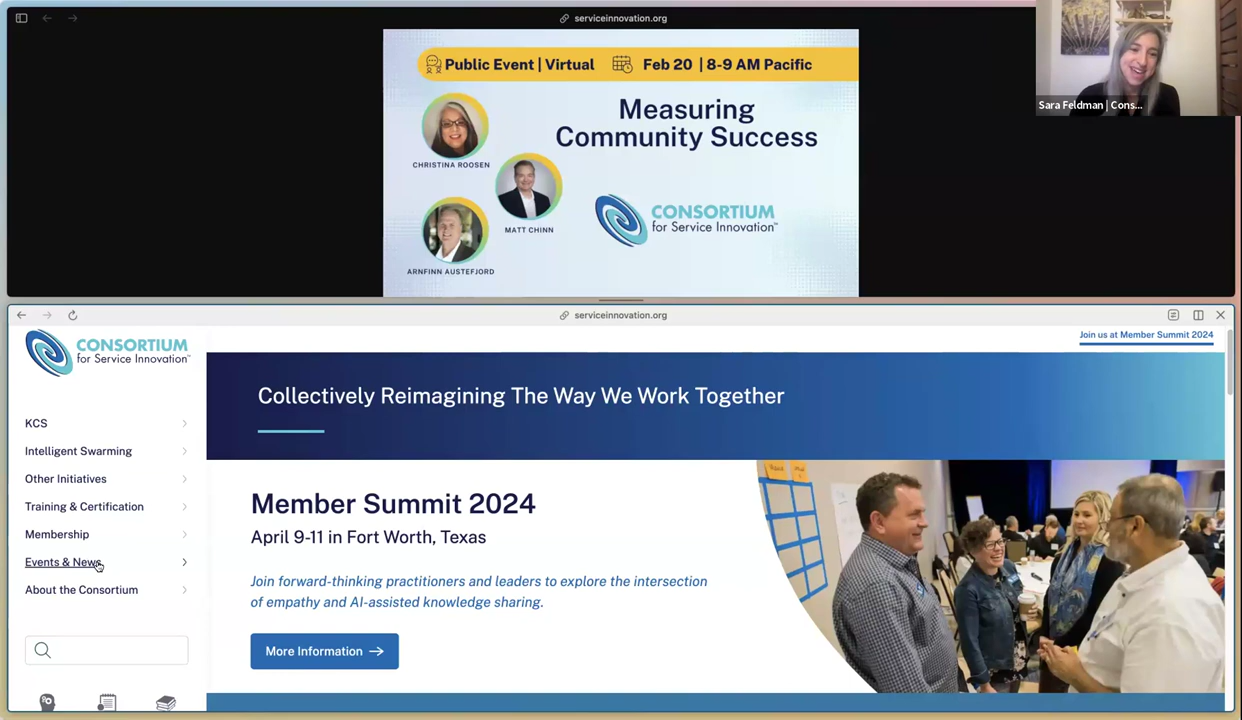 serviceinnovation.org
Public Event | Virtual
Feb 20 | 8-9 AM Pacific
Measuring
Community Success
CHRISTINA ROOSEN
MATT CHINN
ARNFINN AUSTEFJORD
CONSORTIUM
for Service Innovation™
Sara Feldman | Cons...
serviceinnovation.org
CONSORTIUM
for Service Innovation™
Join us at Member Summit 2024
Collectively Reimagining The Way We Work Together
KCS
Intelligent Swarming
Other Initiatives
Training & Certification
Membership
Events & News
About the Consortium
Member Summit 2024
April 9-11 in Fort Worth, Texas
Join forward-thinking practitioners and leaders to explore the intersection
of empathy and AI-assisted knowledge sharing.
More Information →